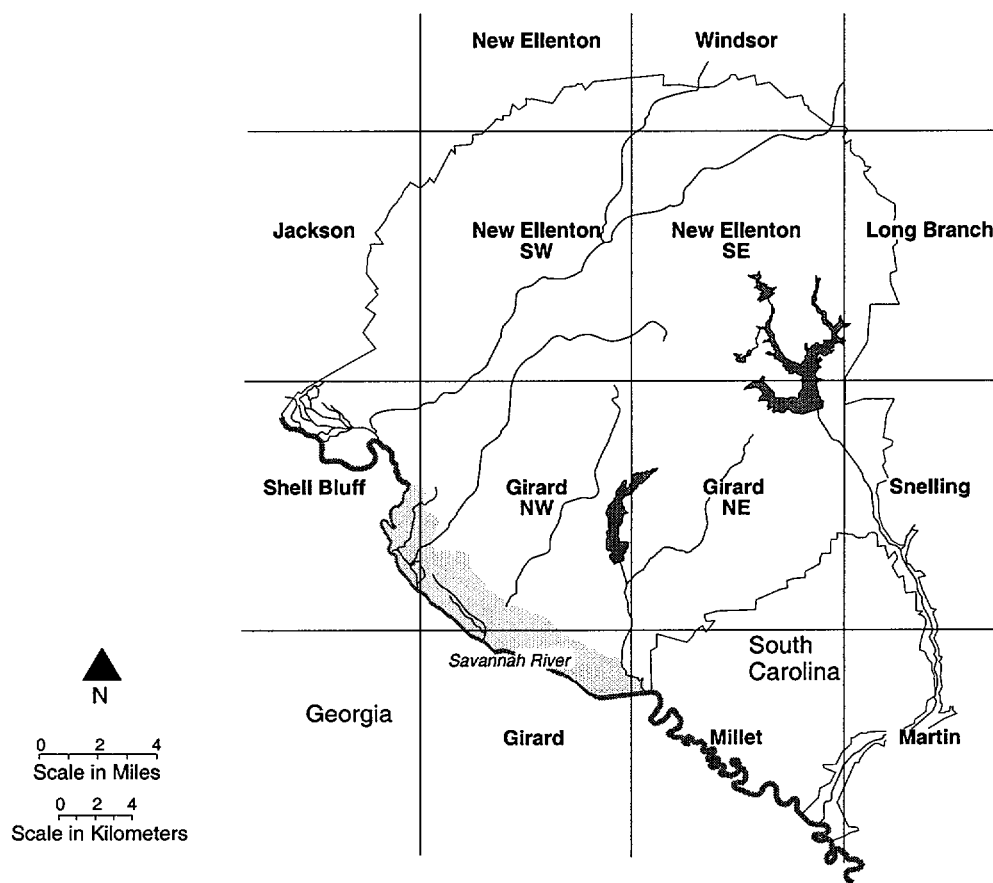 New Ellenton
Windsor
Jackson
New Ellenton
SW
New Ellenton
SE
Long Branch
Shell Bluff
Girard
NW
Girard
NE
Snelling
Savannah River
South
Carolina
N
Georgia
Girard
Millet
Martin
0 2 4
Scale in Miles
0 2 4
Scale in Kilometers